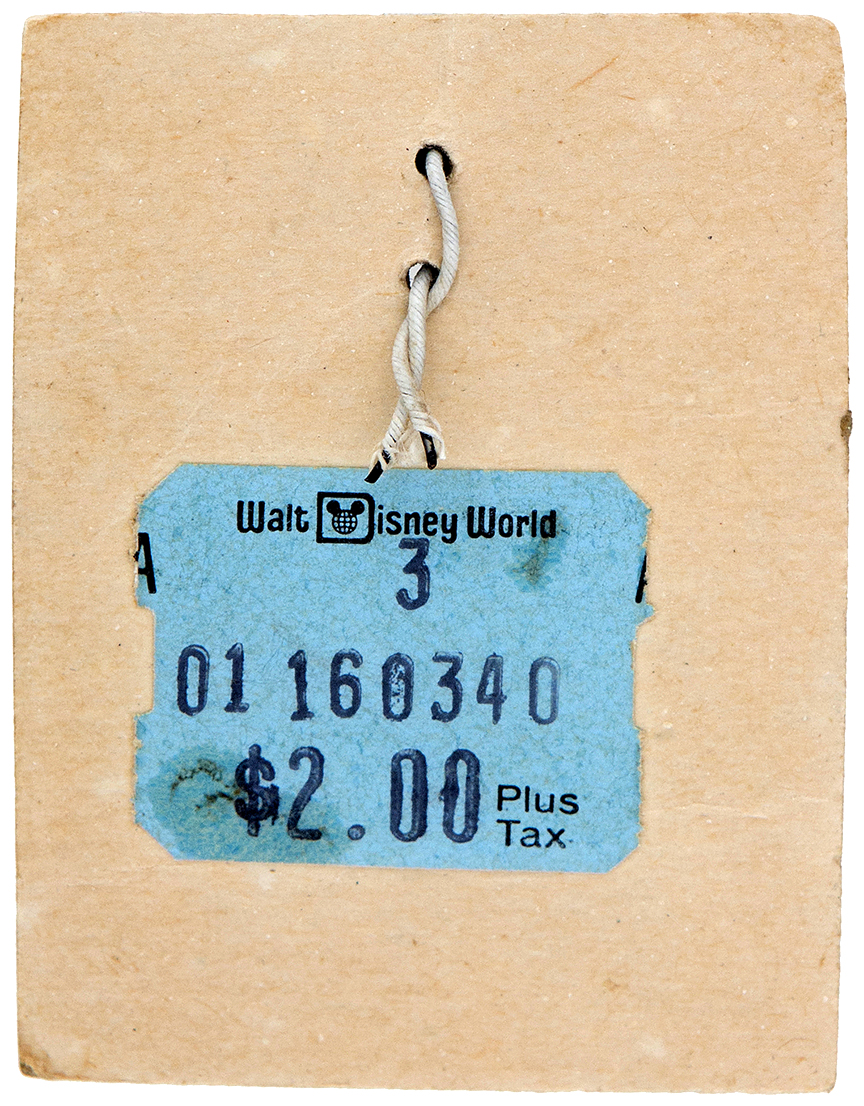 Walt Disney World
3
A
01 160340
$2.00 Plus
Tax